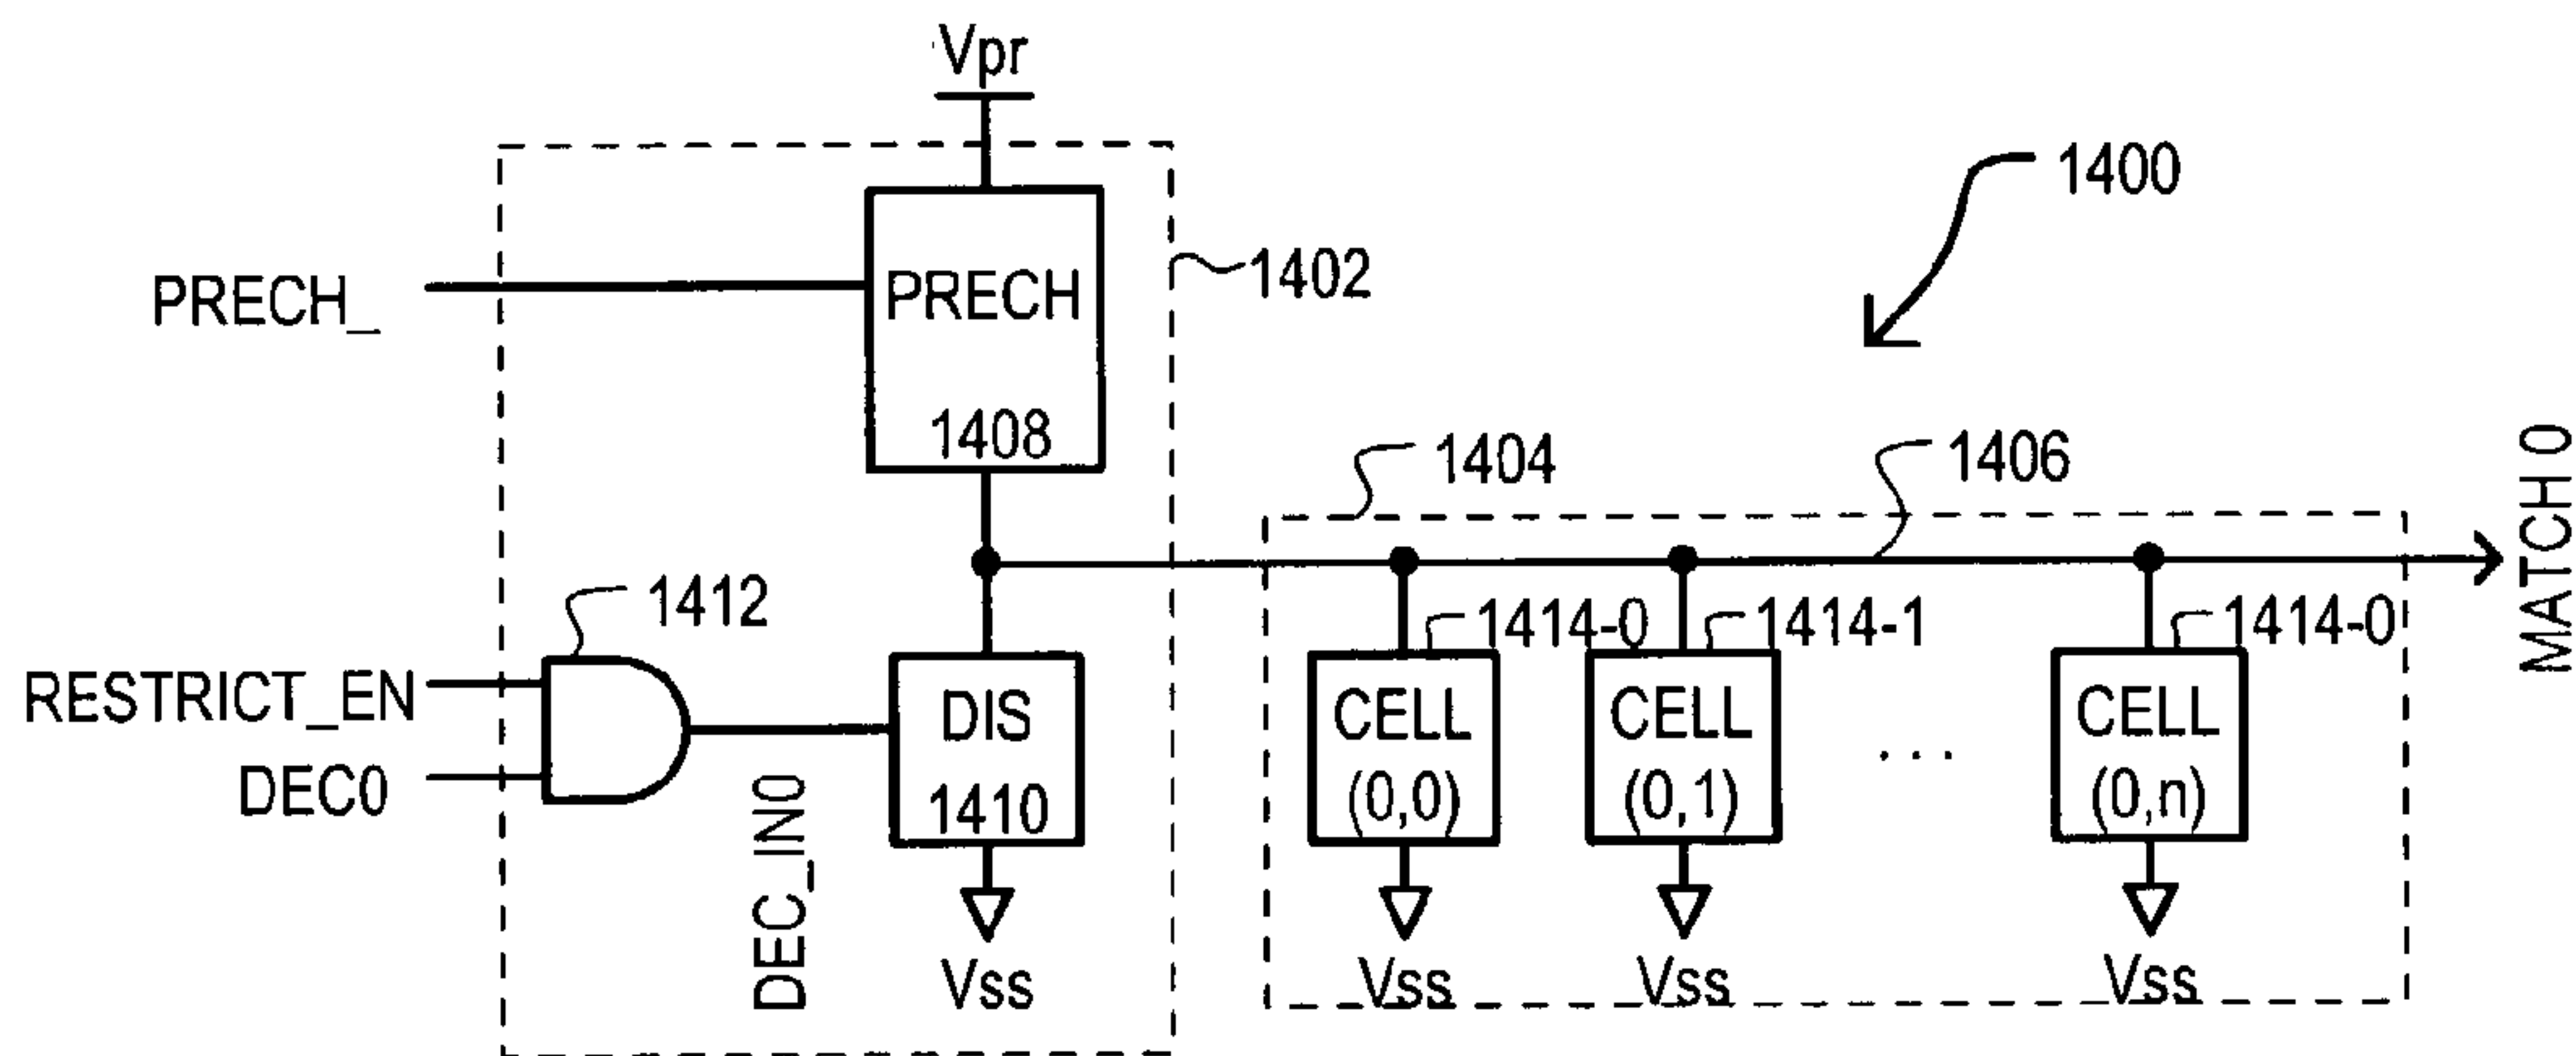 Vpr
1400
PRECH_
PRECH
1408
1402
1404
1406
MATCH 0
1412
1414-0
1414-1
1414-0
RESTRICT_EN
DEC0
DEC_IN0
DIS
1410
CELL
(0,0)
CELL
(0,1)
. . .
CELL
(0,n)
Vss
Vss
Vss
Vss